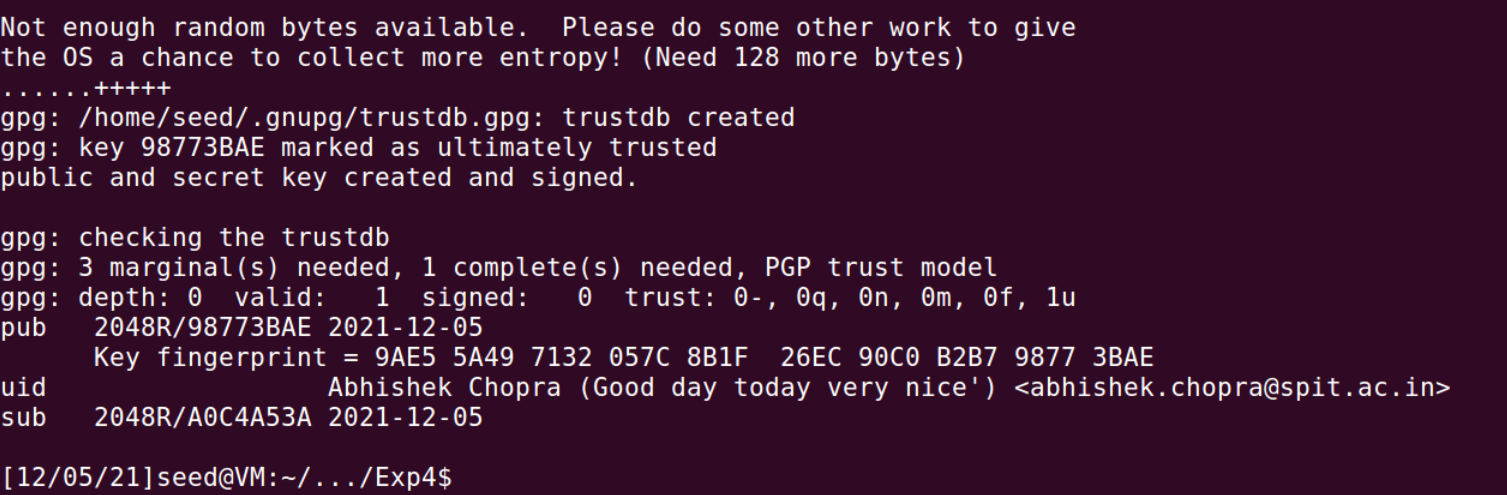 Not enough random bytes available.  Please do some other work to give
the OS a chance to collect more entropy! (Need 128 more bytes)
......+++++
gpg: /home/seed/.gnupg/trustdb.gpg: trustdb created
gpg: key 98773BAE marked as ultimately trusted
public and secret key created and signed.

gpg: checking the trustdb
gpg: 3 marginal(s) needed, 1 complete(s) needed, PGP trust model
gpg: depth: 0  valid:   1  signed:   0  trust: 0-, 0q, 0n, 0m, 0f, 1u
pub   2048R/98773BAE 2021-12-05
      Key fingerprint = 9AE5 5A49 7132 057C 8B1F  26EC 90C0 B2B7 9877 3BAE
uid                  Abhishek Chopra (Good day today very nice') <abhishek.chopra@spit.ac.in>
sub   2048R/A0C4A53A 2021-12-05

[12/05/21]seed@VM:~/.../Exp4$